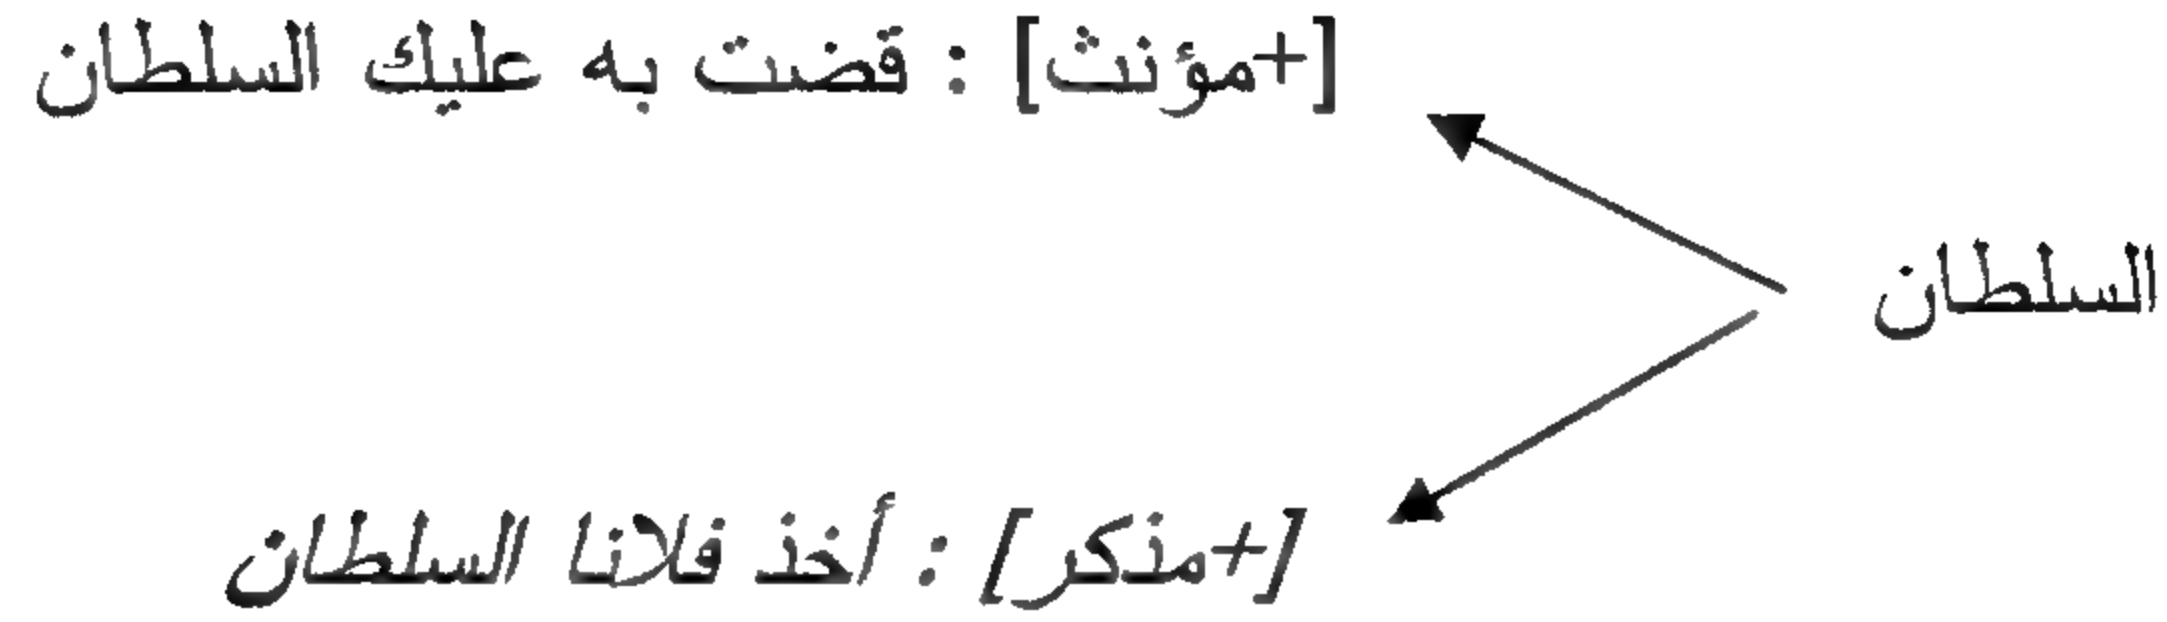 [+مؤنث] : قضت به عليك السلطان
السلطان
[+مذكر] : أخذ فلانا السلطان